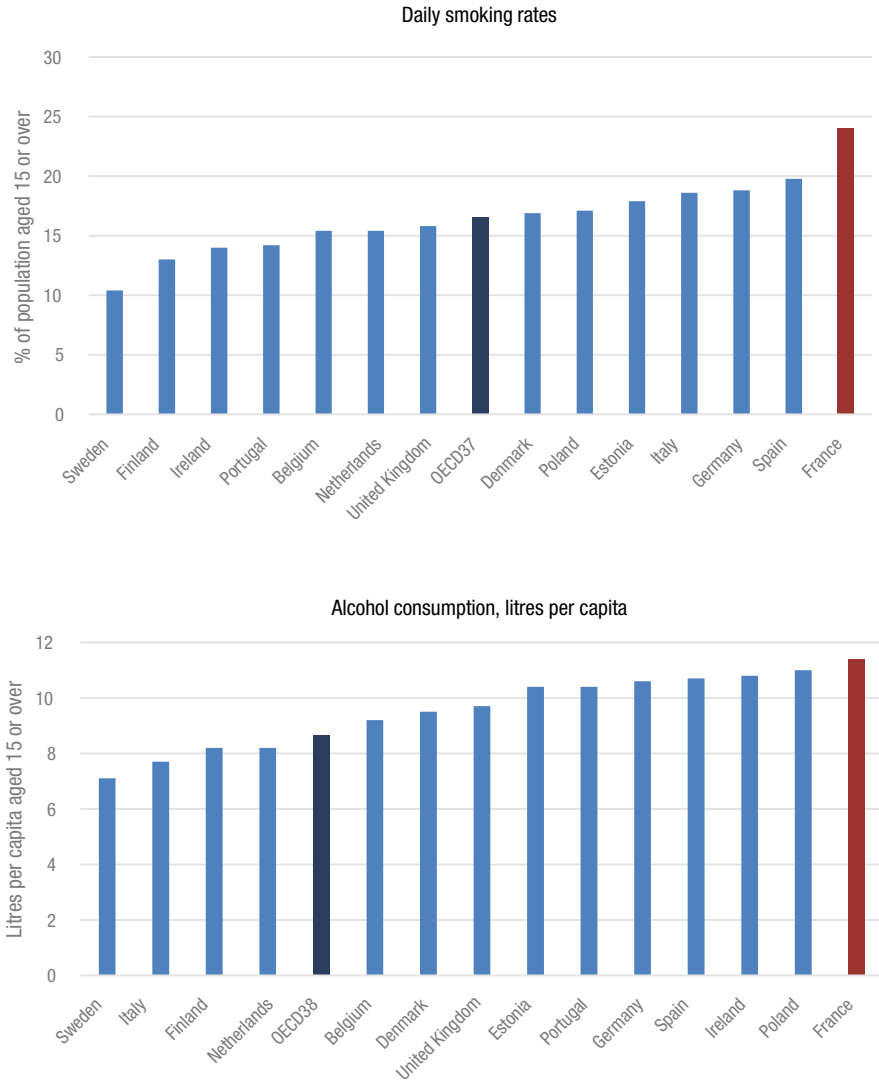 Daily smoking rates
% of population aged 15 or over
30
25
20
15
10
5
0
Sweden
Finland
Ireland
Portugal
Belgium
Netherlands
United Kingdom
OECD37
Denmark
Poland
Estonia
Italy
Germany
Spain
France
Alcohol consumption, litres per capita
Litres per capita aged 15 or over
12
10
8
6
4
2
0
Sweden
Italy
Finland
Netherlands
OECD38
Belgium
Denmark
United Kingdom
Estonia
Portugal
Germany
Spain
Ireland
Poland
France